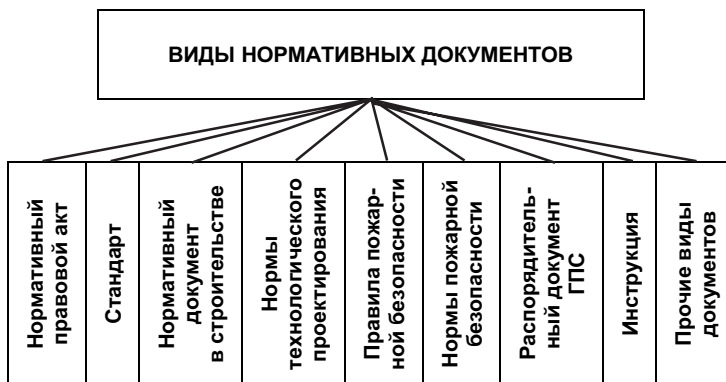 ВИДЫ НОРМАТИВНЫХ ДОКУМЕНТОВ
Нормативный
правовой акт
Стандарт
Нормативный
документ
в строительстве
Нормы
технологического
проектирования
Правила пожар-
ной безопасности
Нормы пожарной
безопасности
Распорядитель-
ный документ
ГПС
Инструкция
Прочие виды
документов